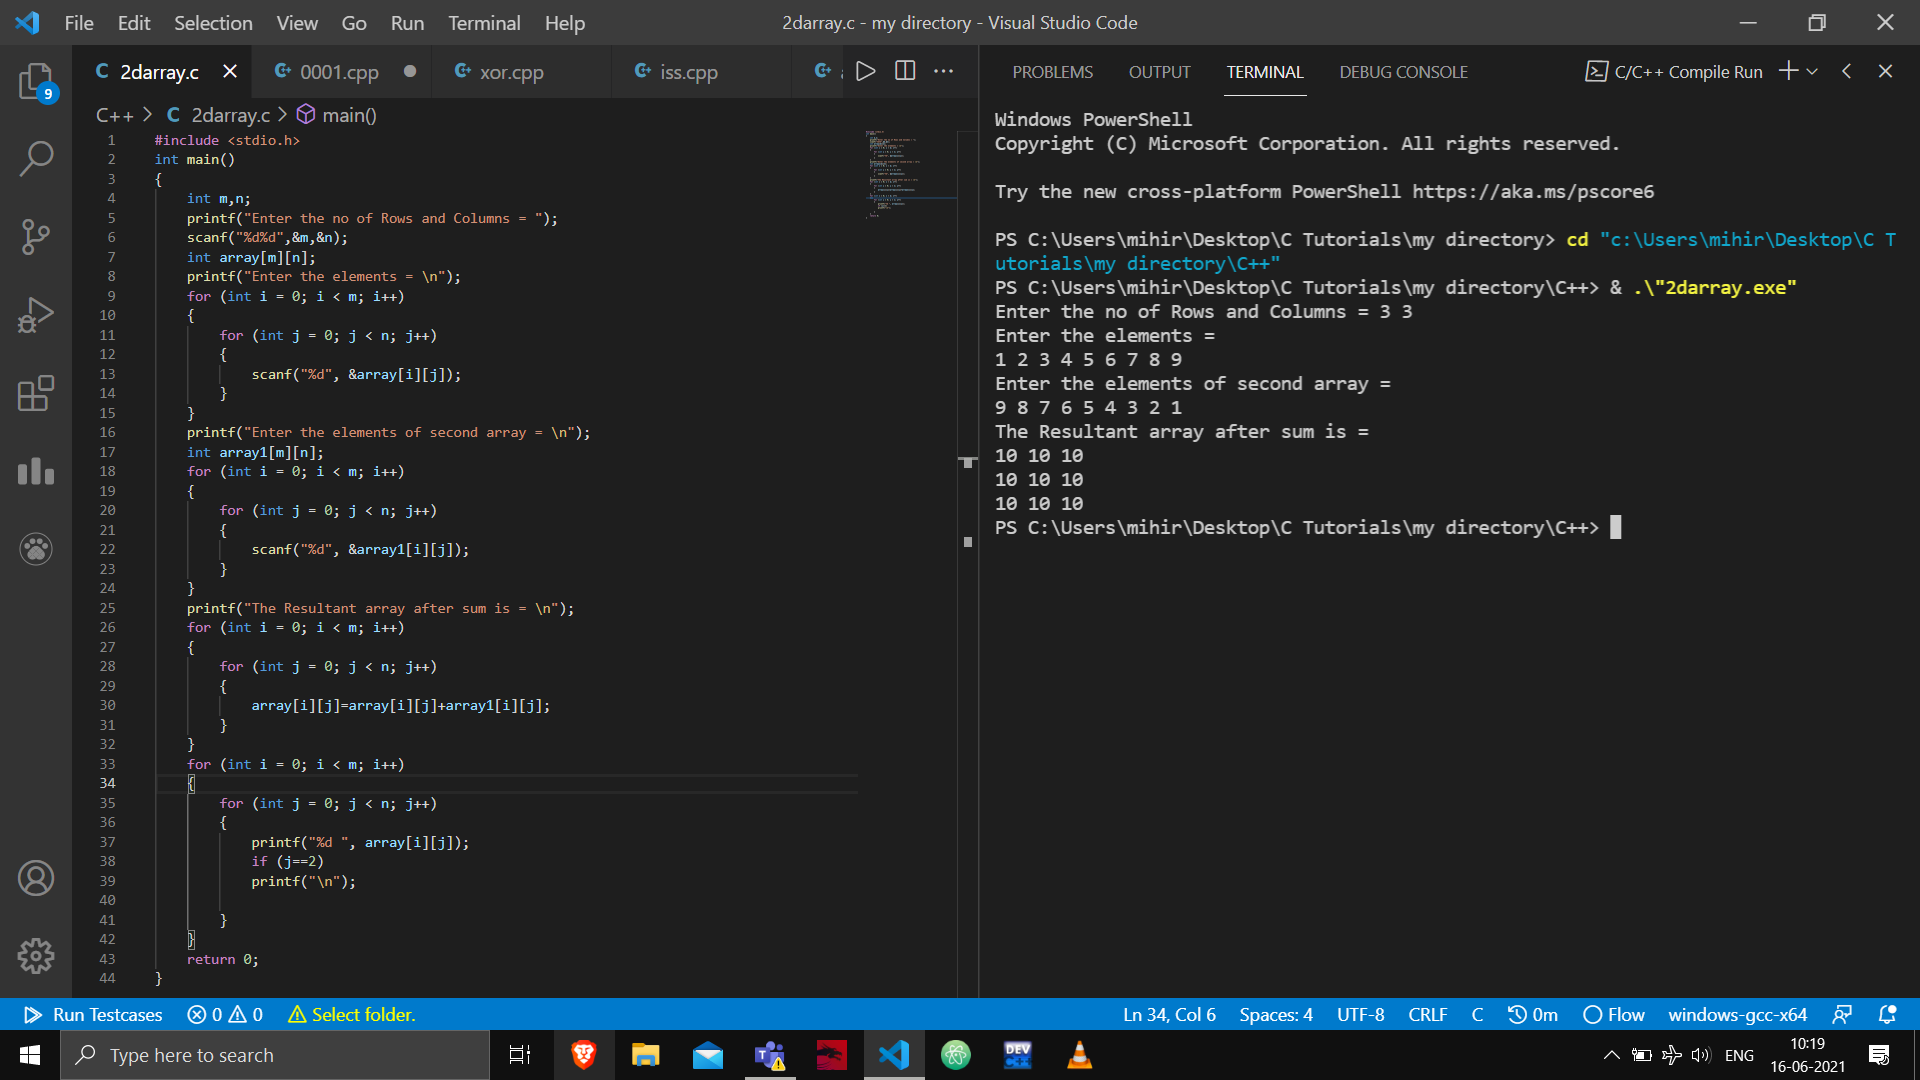 File Edit Selection View Go Run Terminal Help
2darray.c - my directory - Visual Studio Code
2darray.c
0001.cpp
xor.cpp
iss.cpp
C++ > 2darray.c > main()
1 #include <stdio.h>
2 int main()
3 {
4 int m,n;
5 printf("Enter the no of Rows and Columns = ");
6 scanf("%d%d",&m,&n);
7 int array[m][n];
8 printf("Enter the elements = \n");
9 for (int i = 0; i < m; i++)
10 {
11 for (int j = 0; j < n; j++)
12 {
13 scanf("%d", &array[i][j]);
14 }
15 }
16 printf("Enter the elements of second array = \n");
17 int array1[m][n];
18 for (int i = 0; i < m; i++)
19 {
20 for (int j = 0; j < n; j++)
21 {
22 scanf("%d", &array1[i][j]);
23 }
24 }
25 printf("The Resultant array after sum is = \n");
26 for (int i = 0; i < m; i++)
27 {
28 for (int j = 0; j < n; j++)
29 {
30 array[i][j]=array[i][j]+array1[i][j];
31 }
32 }
33 for (int i = 0; i < m; i++)
34 {
35 for (int j = 0; j < n; j++)
36 {
37 printf("%d ", array[i][j]);
38 if (j==2)
39 printf("\n");
40
41 }
42 }
43 return 0;
44 }
PROBLEMS OUTPUT TERMINAL DEBUG CONSOLE
C/C++ Compile Run
Windows PowerShell
Copyright (C) Microsoft Corporation. All rights reserved.
Try the new cross-platform PowerShell https://aka.ms/pscore6
PS C:\Users\mihir\Desktop\C Tutorials\my directory> cd "c:\Users\mihir\Desktop\C T
utorials\my directory\C++"
PS C:\Users\mihir\Desktop\C Tutorials\my directory\C++> & .\"2darray.exe"
Enter the no of Rows and Columns = 3 3
Enter the elements =
1 2 3 4 5 6 7 8 9
Enter the elements of second array =
9 8 7 6 5 4 3 2 1
The Resultant array after sum is =
10 10 10
10 10 10
10 10 10
PS C:\Users\mihir\Desktop\C Tutorials\my directory\C++>
9
Run Testcases 0 0 Select folder.
Ln 34, Col 6 Spaces: 4 UTF-8 CRLF C 0m Flow windows-gcc-x64
Type here to search
DEV C++
ENG
10:19
16-06-2021